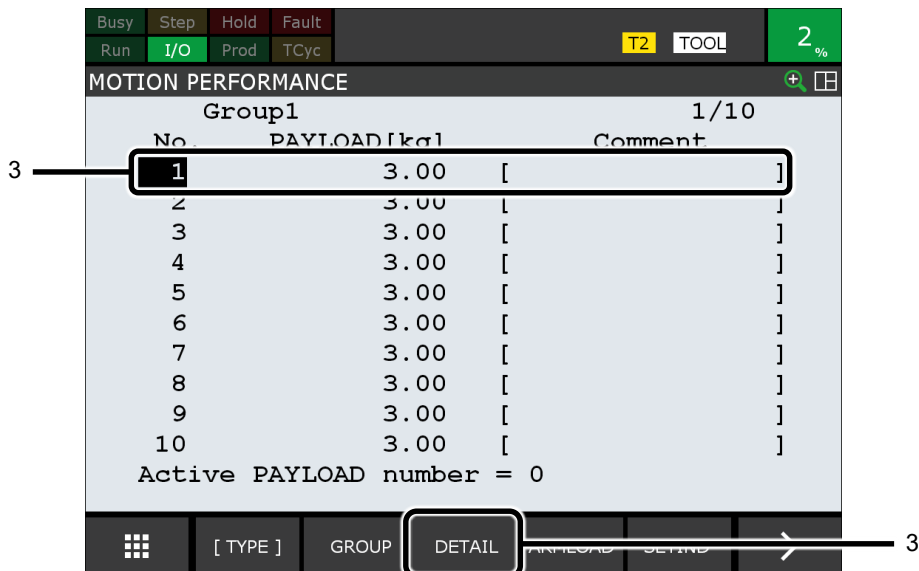 Busy Step Hold Fault
Run I/O Prod TCyc T2 TOOL 2%
MOTION PERFORMANCE
Group1 1/10
No. PAYLOAD[kg] Comment
3 1 3.00 [ ]
2 3.00 [ ]
3 3.00 [ ]
4 3.00 [ ]
5 3.00 [ ]
6 3.00 [ ]
7 3.00 [ ]
8 3.00 [ ]
9 3.00 [ ]
10 3.00 [ ]
Active PAYLOAD number = 0
[ TYPE ] GROUP DETAIL ARMLOAD SETIND > 3